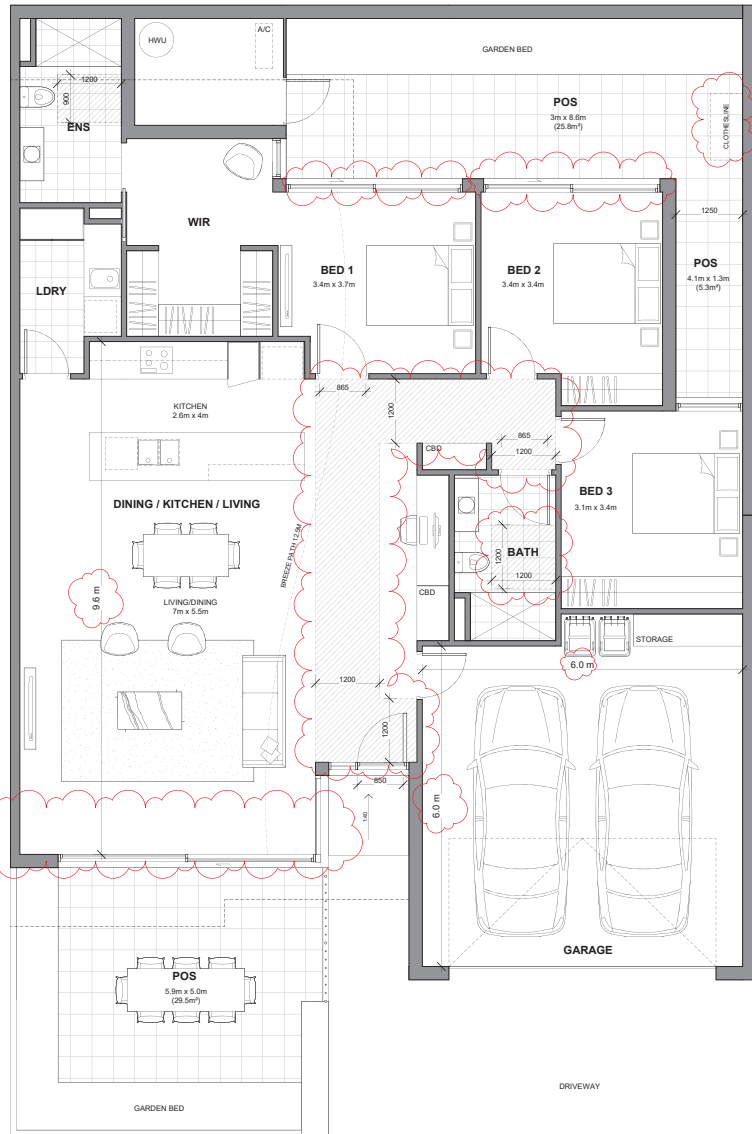 HWU
A/C
GARDEN BED
1200
900
ENS
POS
3m x 8.6m
(25.8m²)
CLOTHESLINE
1250
WIR
BED 1
3.4m x 3.7m
BED 2
3.4m x 3.4m
POS
4.1m x 1.3m
(5.3m²)
LDRY
865
1200
KITCHEN
2.6m x 4m
865
1200
CBD
BED 3
3.1m x 3.4m
DINING / KITCHEN / LIVING
BREEZE PATH 12.9M
BATH
1200
1200
CBD
9.6 m
LIVING/DINING
7m x 5.5m
STORAGE
6.0 m
1200
1200
850
1:40
6.0 m
GARAGE
POS
5.9m x 5.0m
(29.5m²)
DRIVEWAY
GARDEN BED